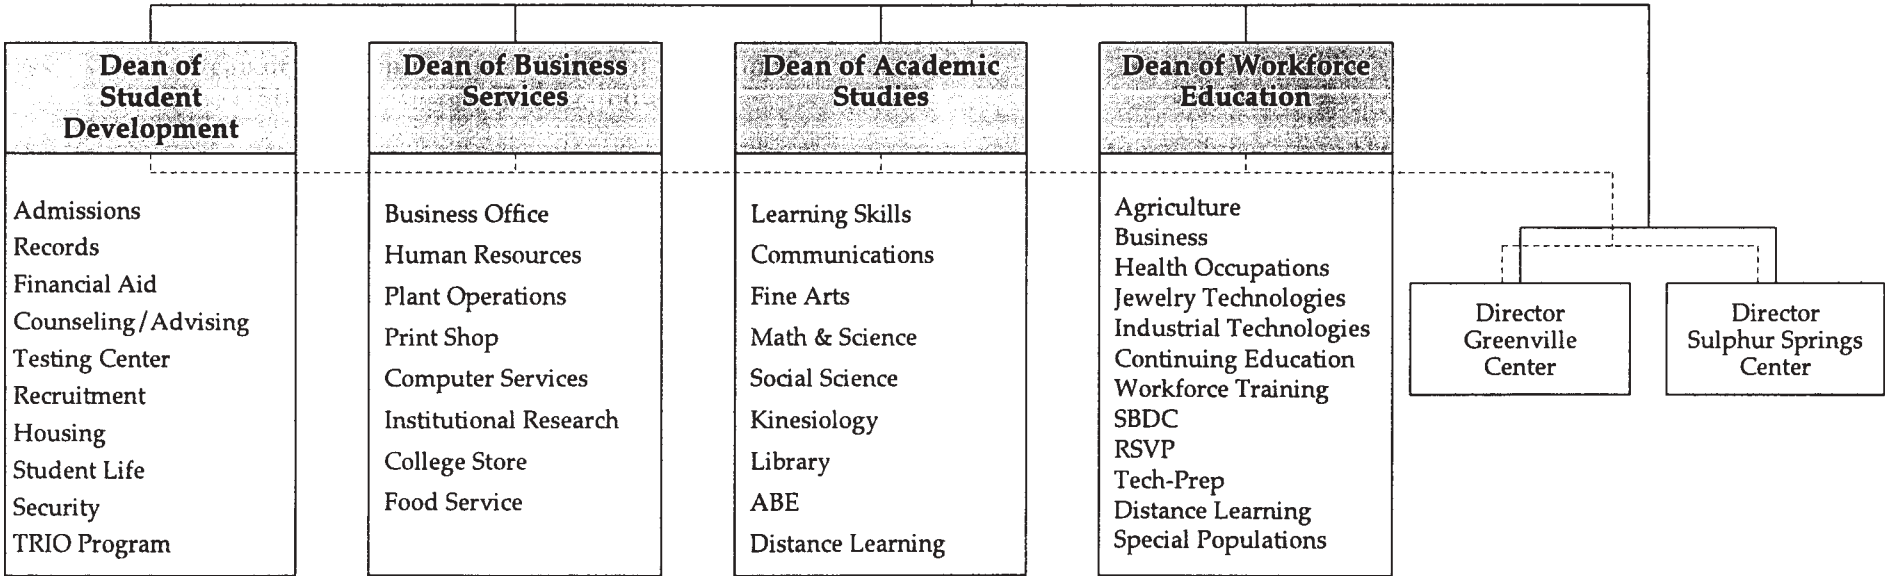 Dean of
Student
Development
Admissions
Records
Financial Aid
Counseling/Advising
Testing Center
Recruitment
Housing
Student Life
Security
TRIO Program
Dean of Business
Services
Business Office
Human Resources
Plant Operations
Print Shop
Computer Services
Institutional Research
College Store
Food Service
Dean of Academic
Studies
Learning Skills
Communications
Fine Arts
Math & Science
Social Science
Kinesiology
Library
ABE
Distance Learning
Dean of Workforce
Education
Agriculture
Business
Health Occupations
Jewelry Technologies
Industrial Technologies
Continuing Education
Workforce Training
SBDC
RSVP
Tech-Prep
Distance Learning
Special Populations
Director
Greenville
Center
Director
Sulphur Springs
Center